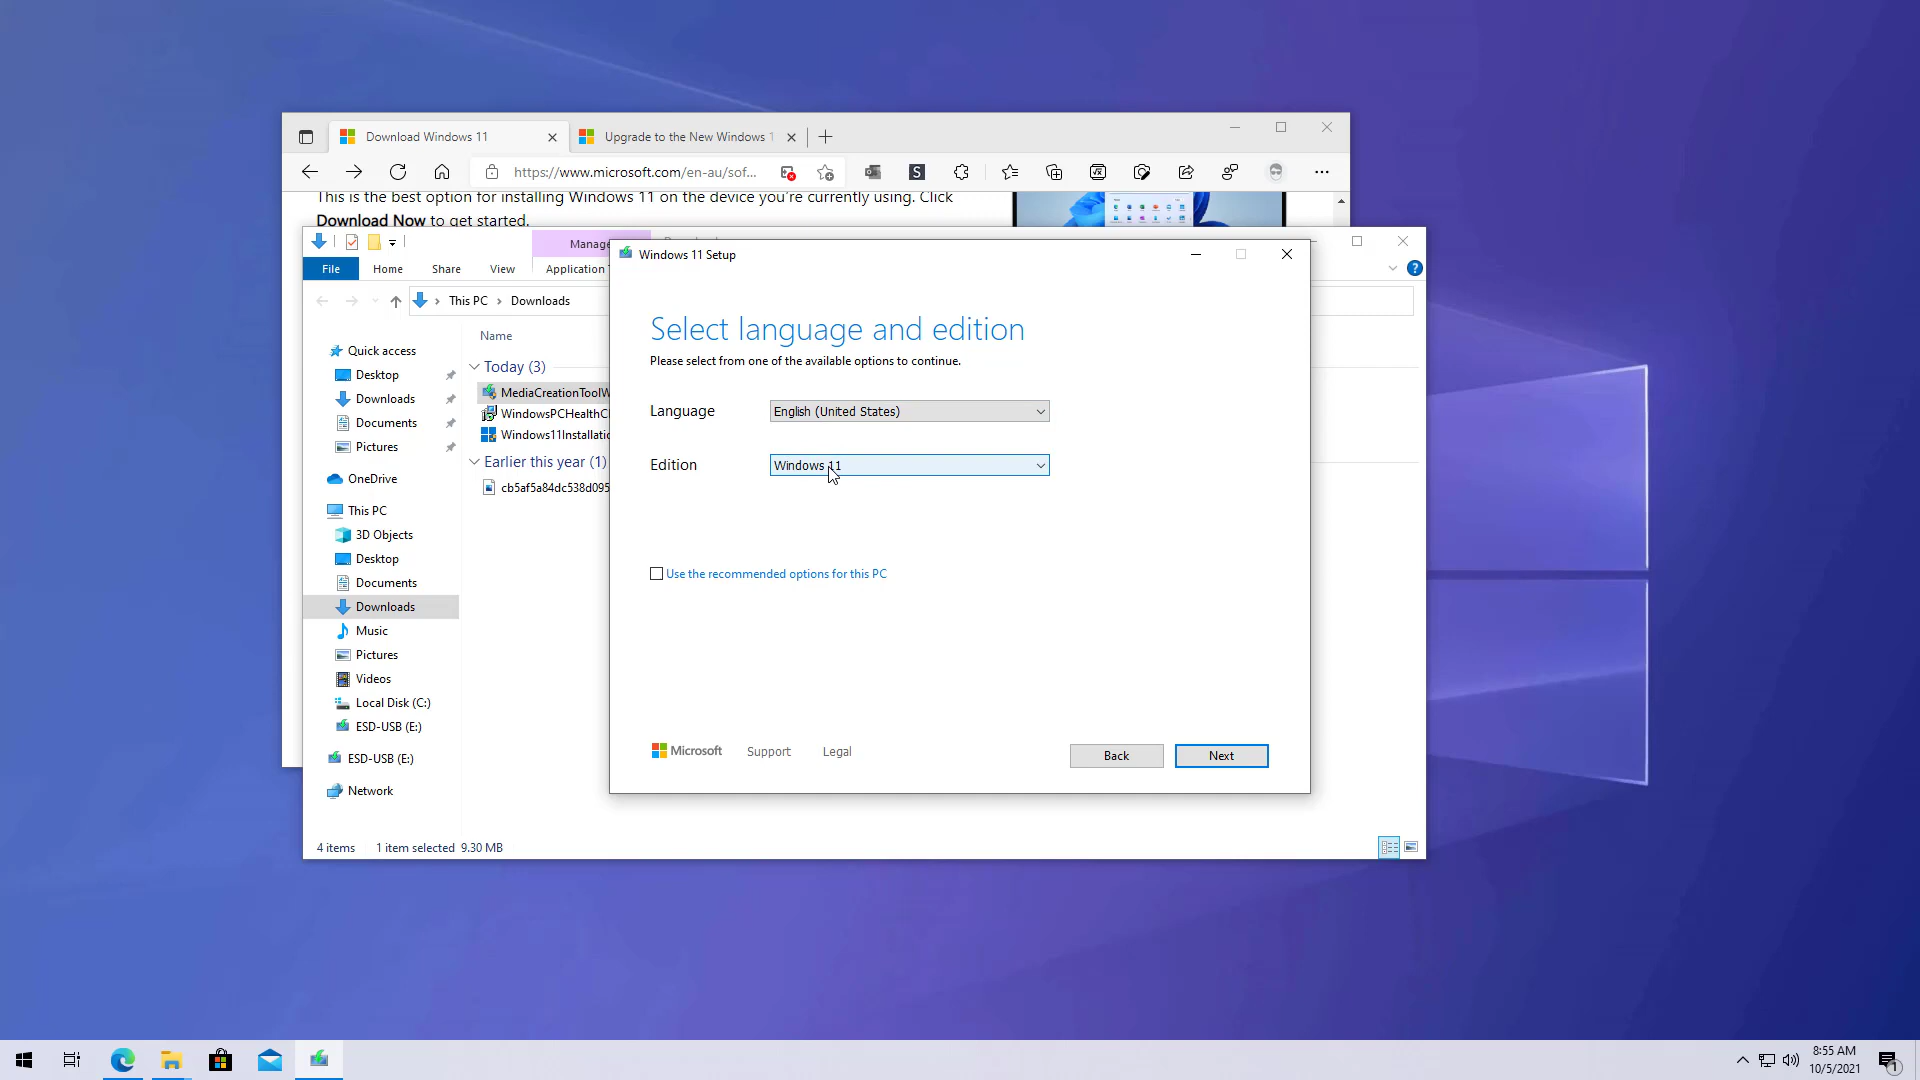 Download Windows 11
Upgrade to the New Windows 1
https://www.microsoft.com/en-au/sof...
This is the best option for installing Windows 11 on the device you're currently using. Click
Download Now to get started.
Manage
File
Home
Share
View
Application
This PC
Downloads
Name
Quick access
Desktop
Downloads
Documents
Pictures
OneDrive
This PC
3D Objects
Desktop
Documents
Downloads
Music
Pictures
Videos
Local Disk (C:)
ESD-USB (E:)
ESD-USB (E:)
Network
Today (3)
MediaCreationToolW
WindowsPCHealthC
Windows11Installatio
Earlier this year (1)
cb5af5a84dc538d095
4 items
1 item selected 9.30 MB
Windows 11 Setup
Select language and edition
Please select from one of the available options to continue.
Language
English (United States)
Edition
Windows 11
Use the recommended options for this PC
Microsoft
Support
Legal
Back
Next
8:55 AM
10/5/2021
1